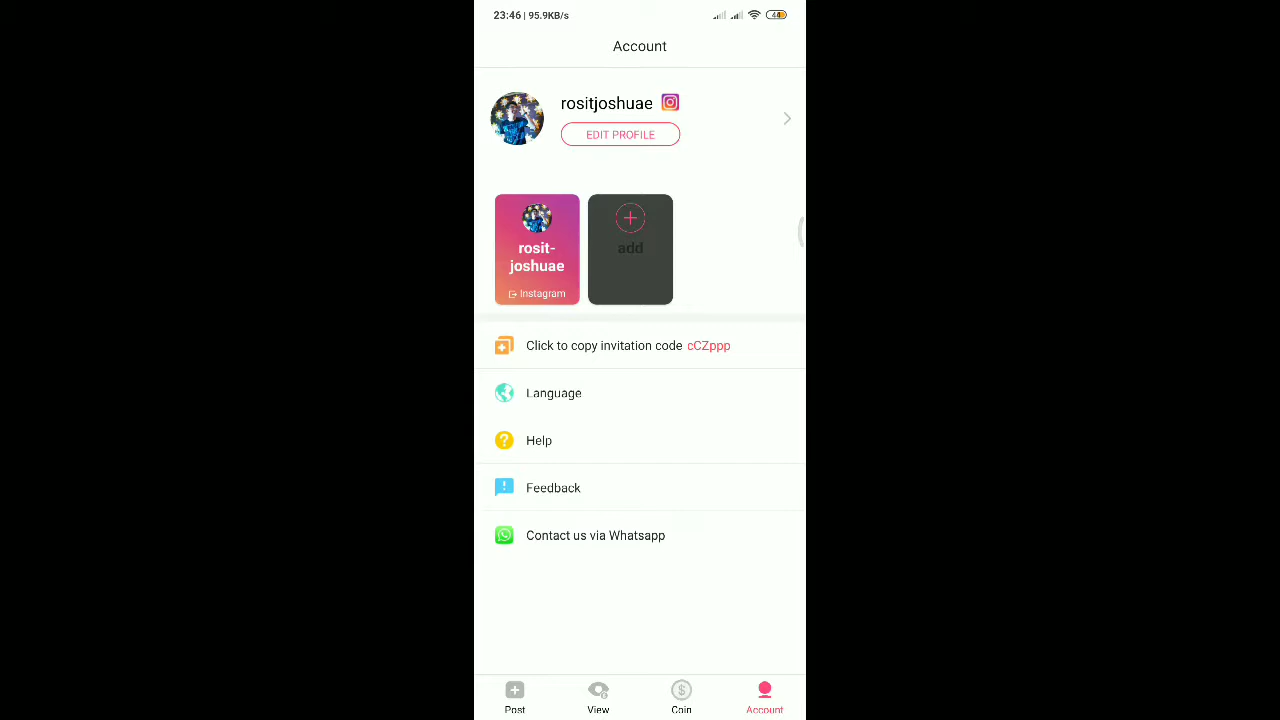 23:46 | 95.9KB/s
44
Account
rositjoshuae
EDIT PROFILE
rosit-
joshuae
Instagram
add
Click to copy invitation code cCZppp
Language
Help
Feedback
Contact us via Whatsapp
Post
View
Coin
Account